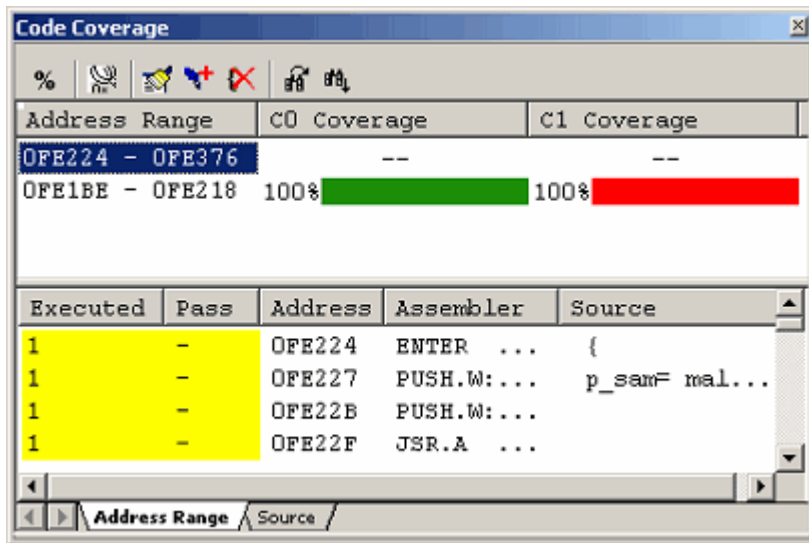 Code Coverage
%
Address Range C0 Coverage C1 Coverage
0FE224 - 0FE376 -- --
0FE1BE - 0FE218 100% 100%
Executed Pass Address Assembler Source
1 - 0FE224 ENTER ... {
1 - 0FE227 PUSH.W:... p_sam= mal...
1 - 0FE22B PUSH.W:...
1 - 0FE22F JSR.A ...
Address Range Source